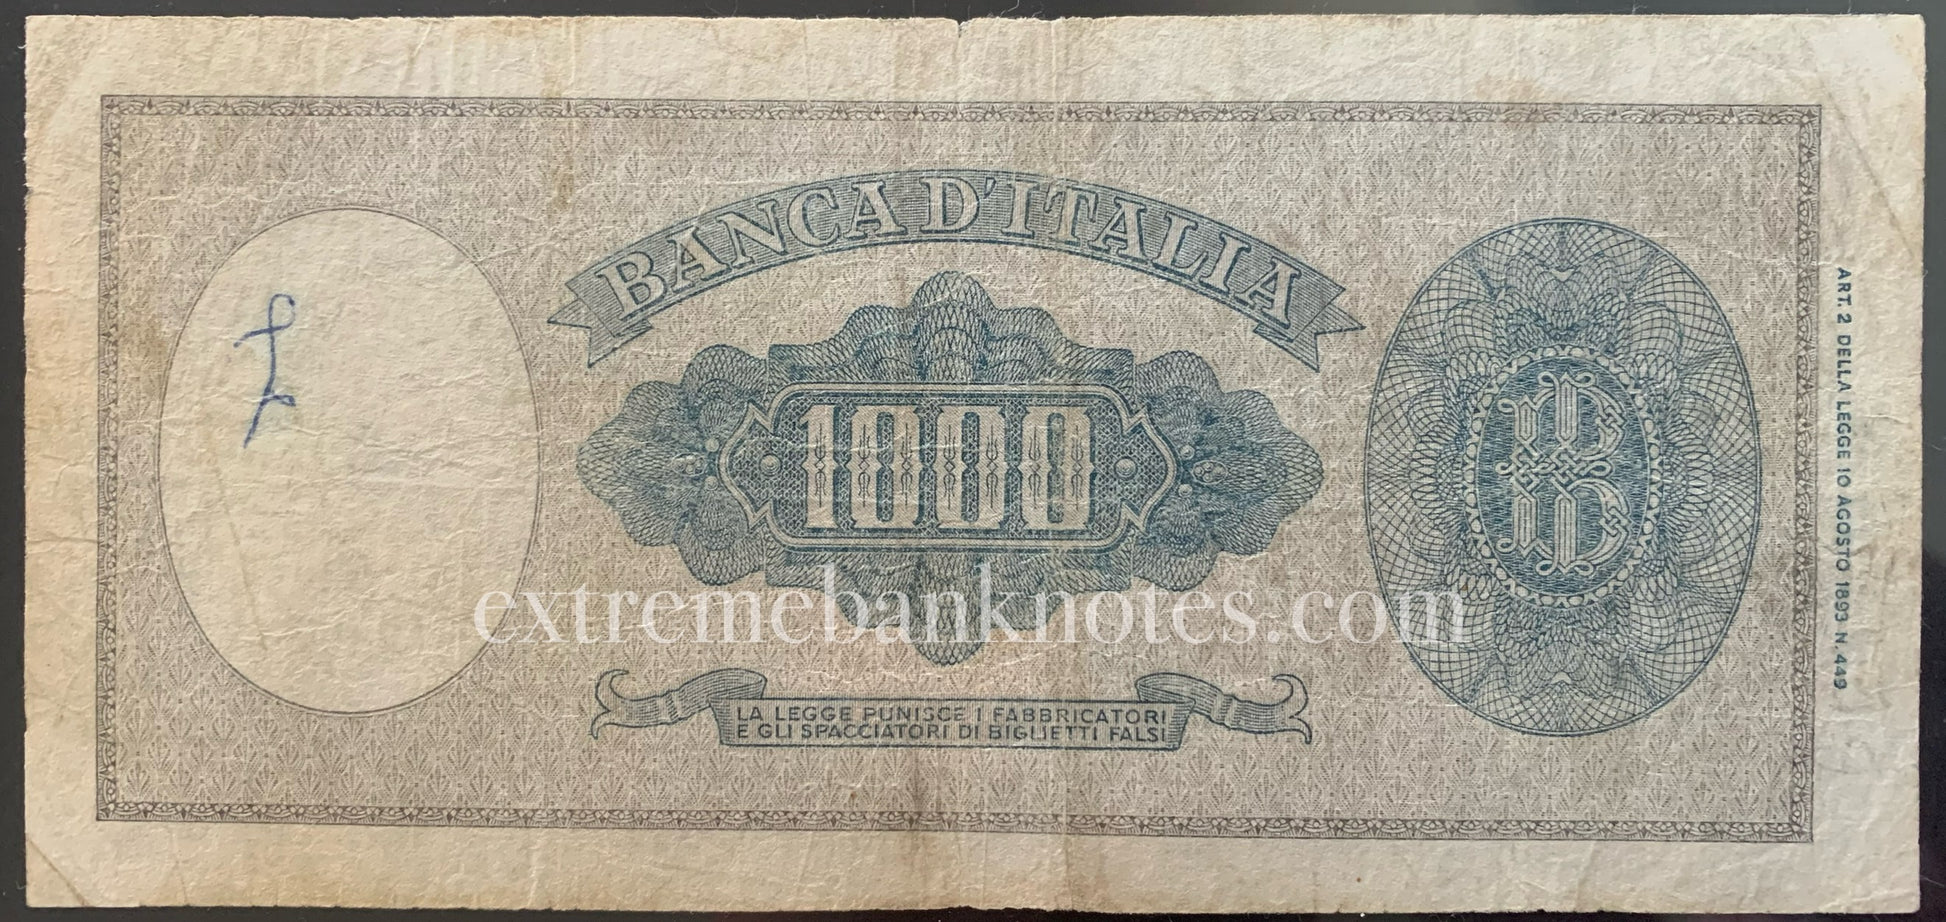 BANCA D'ITALIA
1000
B
LA LEGGE PUNISCE I FABBRICATORI
E GLI SPACCIATORI DI BIGLIETTI FALSI
ART. 2 DELLA LEGGE 10 AGOSTO 1893 N. 449
extremebanknotes.com